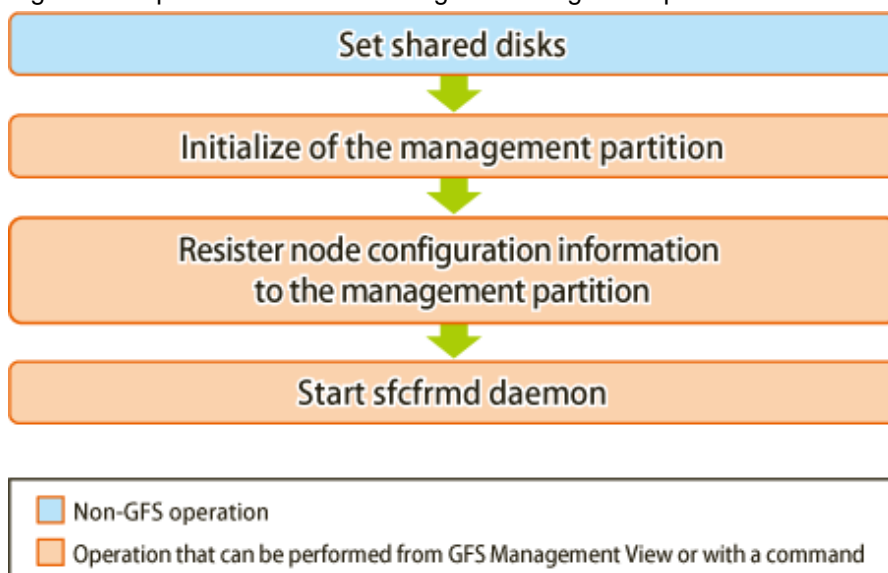 Set shared disks
Initialize of the management partition
Resister node configuration information
to the management partition
Start sfcfrmd daemon
Non-GFS operation
Operation that can be performed from GFS Management View or with a command